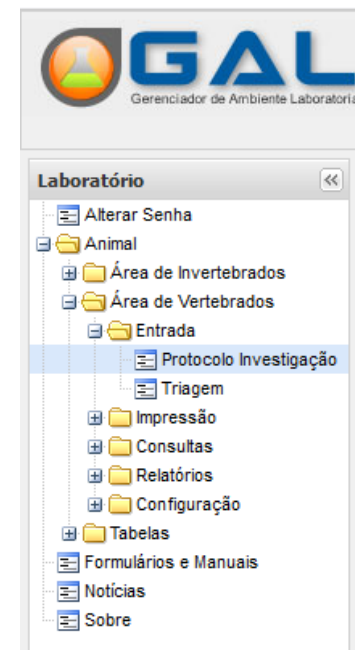 GAL
Gerenciador de Ambiente Laboratoria
Laboratório
Alterar Senha
Animal
Área de Invertebrados
Área de Vertebrados
Entrada
Protocolo Investigação
Triagem
Impressão
Consultas
Relatórios
Configuração
Tabelas
Formulários e Manuais
Notícias
Sobre